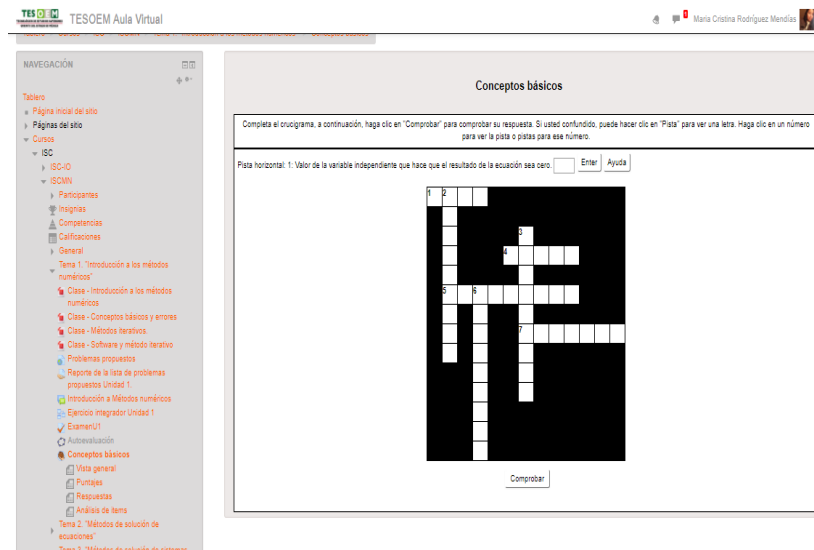 TESOEM
TESOEM Aula Virtual
Maria Cristina Rodríguez Mendías
NAVEGACIÓN
Tablero
Página inicial del sitio
Páginas del sitio
Cursos
ISC
ISC-IO
ISCMN
Participantes
Insignias
Competencias
Calificaciones
General
Tema 1. "Introducción a los métodos
numéricos"
Clase - Introducción a los métodos
numéricos
Clase - Conceptos básicos y errores
Clase - Métodos iterativos.
Clase - Software y método iterativo
Problemas propuestos
Reporte de la lista de problemas
propuestos Unidad 1.
Introducción a Métodos numéricos
Ejercicio integrador Unidad 1
ExamenU1
Autoevaluación
Conceptos básicos
Vista general
Puntajes
Respuestas
Análisis de items
Tema 2. "Métodos de solución de
ecuaciones"
Conceptos básicos
Completa el crucigrama, a continuación, haga clic en "Comprobar" para comprobar su respuesta. Si usted confundido, puede hacer clic en "Pista" para ver una letra. Haga clic en un número
para ver la pista o pistas para ese número.
Pista horizontal: 1: Valor de la variable independiente que hace que el resultado de la ecuación sea cero. Enter Ayuda
1 2
3
4
5 6
7
Comprobar